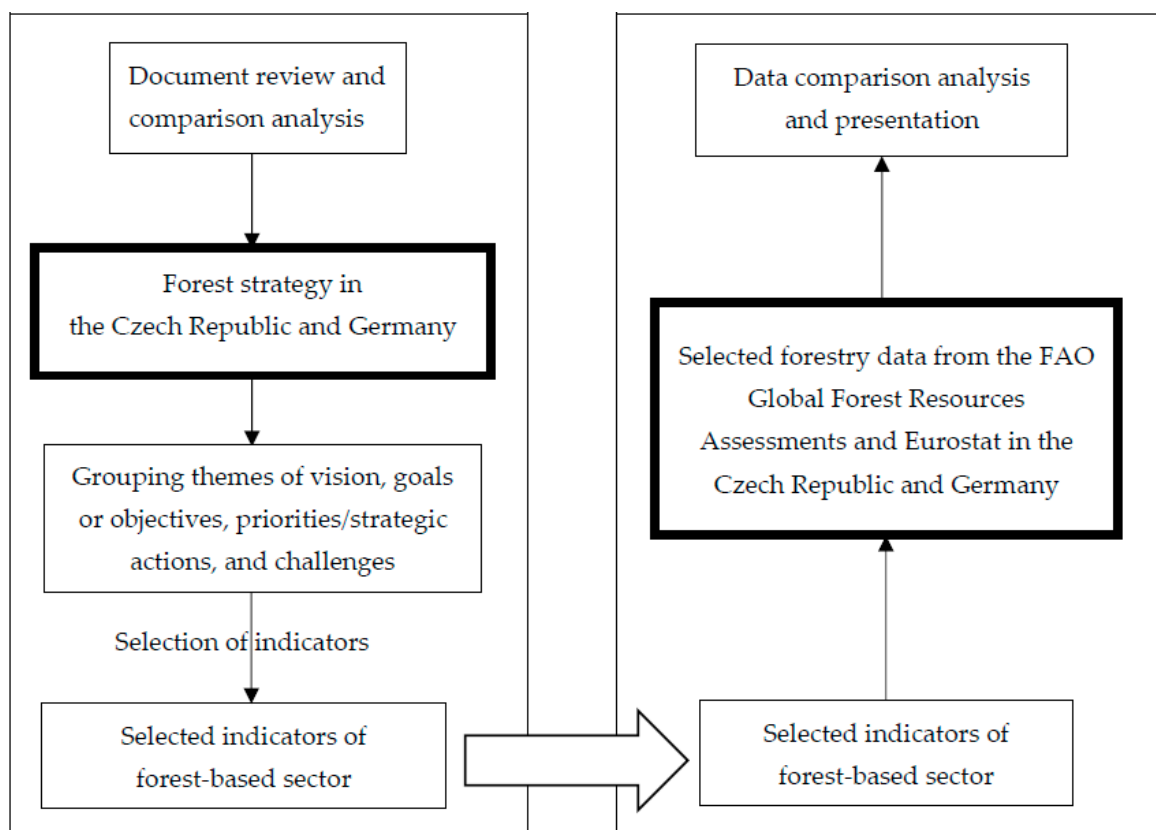 Document review and
comparison analysis
Forest strategy in
the Czech Republic and Germany
Grouping themes of vision, goals
or objectives, priorities/strategic
actions, and challenges
Selection of indicators
Selected indicators of
forest-based sector
Data comparison analysis
and presentation
Selected forestry data from the FAO
Global Forest Resources
Assessments and Eurostat in the
Czech Republic and Germany
Selected indicators of
forest-based sector